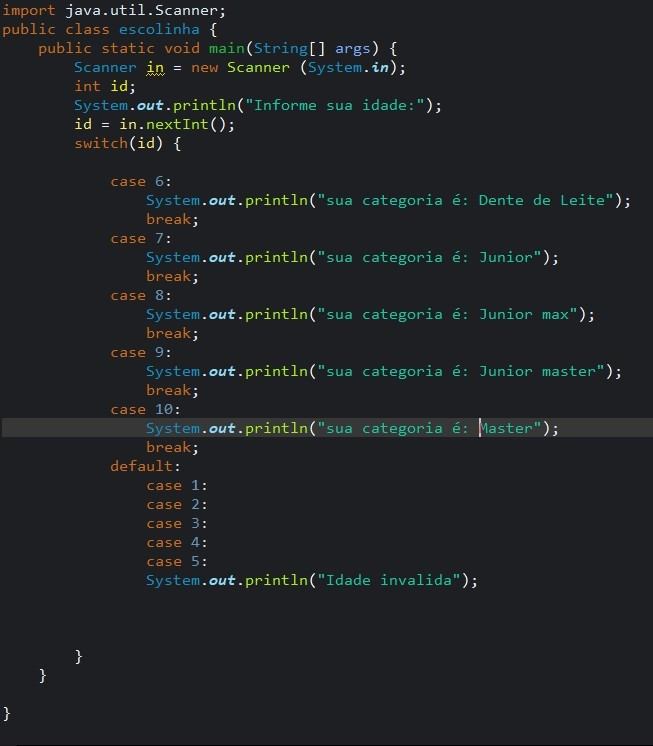 import java.util.Scanner;
public class escolinha {
    public static void main(String[] args) {
        Scanner in = new Scanner (System.in);
        int id;
        System.out.println("Informe sua idade:");
        id = in.nextInt();
        switch(id) {
            case 6:
                System.out.println("sua categoria é: Dente de Leite");
                break;
            case 7:
                System.out.println("sua categoria é: Junior");
                break;
            case 8:
                System.out.println("sua categoria é: Junior max");
                break;
            case 9:
                System.out.println("sua categoria é: Junior master");
                break;
            case 10:
                System.out.println("sua categoria é: Master");
                break;
            default:
                case 1:
                case 2:
                case 3:
                case 4:
                case 5:
                System.out.println("Idade invalida");
        }
    }
}